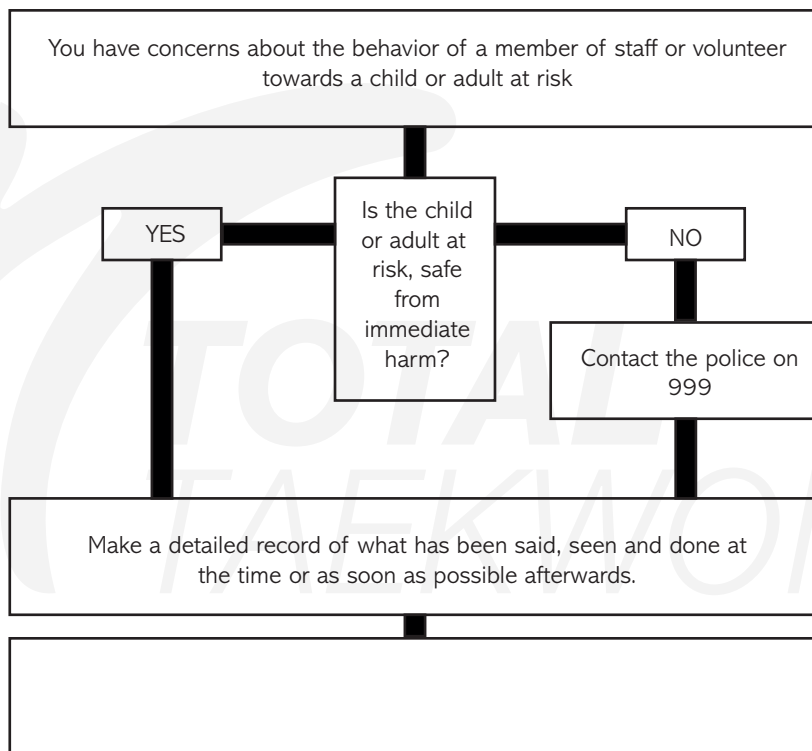 You have concerns about the behavior of a member of staff or volunteer
towards a child or adult at risk
Is the child
or adult at
risk, safe
from
immediate
harm?
YES
NO
Contact the police on
999
TOTAL
TAEKWO
Make a detailed record of what has been said, seen and done at
the time or as soon as possible afterwards.